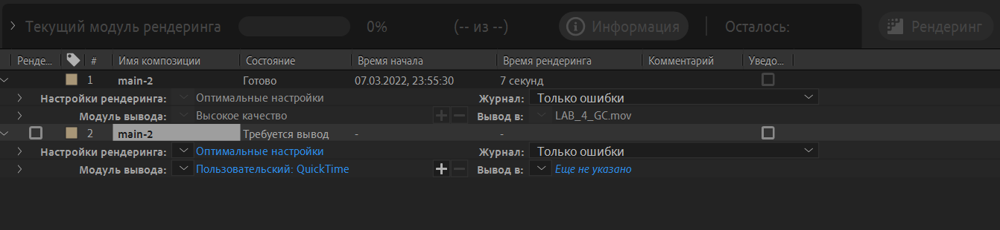 Текущий модуль рендеринга 0% (-- из --) Информация Осталось: Рендеринг
Ренде... # Имя композиции Состояние Время начала Время рендеринга Комментарий Уведо...
1 main-2 Готово 07.03.2022, 23:55:30 7 секунд
Настройки рендеринга: Оптимальные настройки Журнал: Только ошибки
Модуль вывода: Высокое качество Вывод в: LAB_4_GC.mov
2 main-2 Требуется вывод - -
Настройки рендеринга: Оптимальные настройки Журнал: Только ошибки
Модуль вывода: Пользовательский: QuickTime Вывод в: Еще не указано